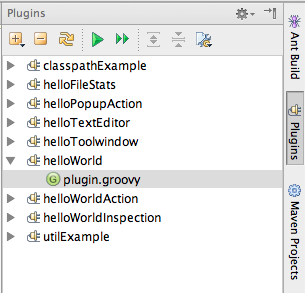 Plugins
classpathExample
helloFileStats
helloPopupAction
helloTextEditor
helloToolwindow
helloWorld
G plugin.groovy
helloWorldAction
helloWorldInspection
utilExample
Ant Build
Plugins
Maven Projects